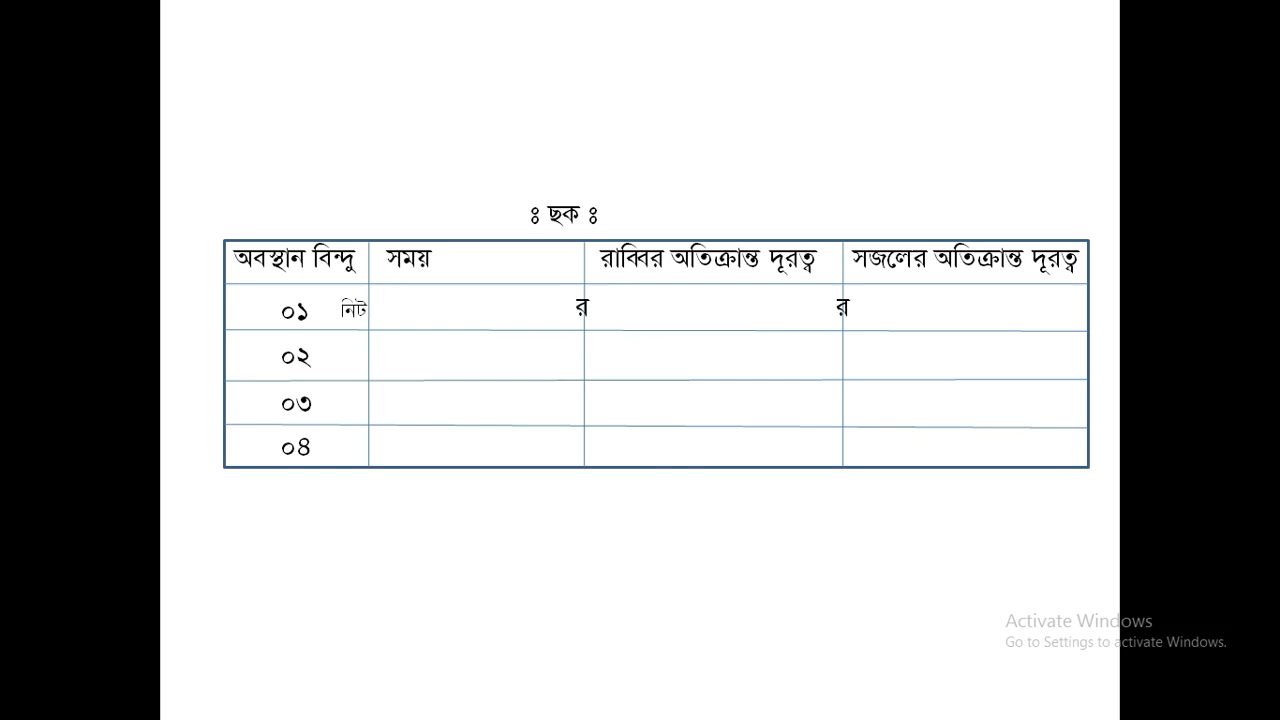 ঃ ছক ঃ
অবস্থান বিন্দু সময় রাব্বির অতিক্রান্ত দূরত্ব সজলের অতিক্রান্ত দূরত্ব
০১ নিট র র
০২
০৩
০৪
Activate Windows
Go to Settings to activate Windows.